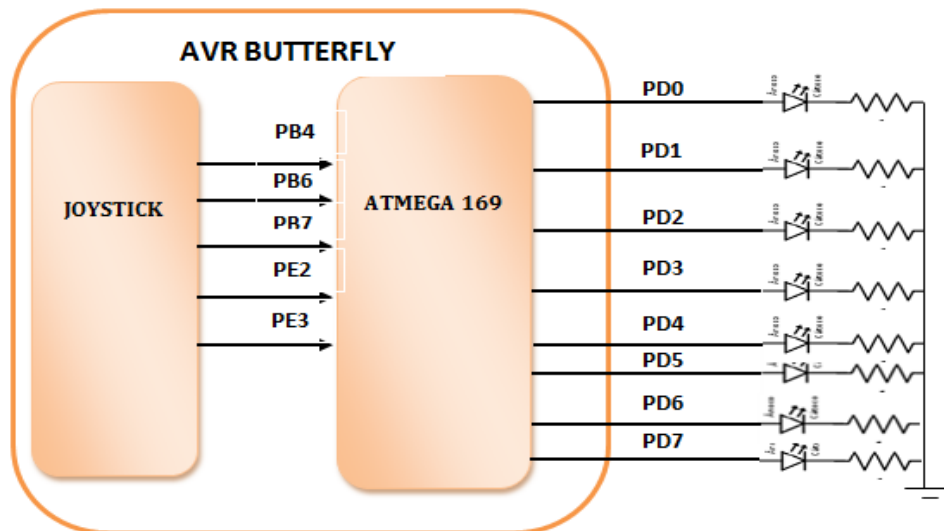 AVR BUTTERFLY
JOYSTICK
PB4
PB6
PB7
PE2
PE3
ATMEGA 169
PD0
PD1
PD2
PD3
PD4
PD5
PD6
PD7